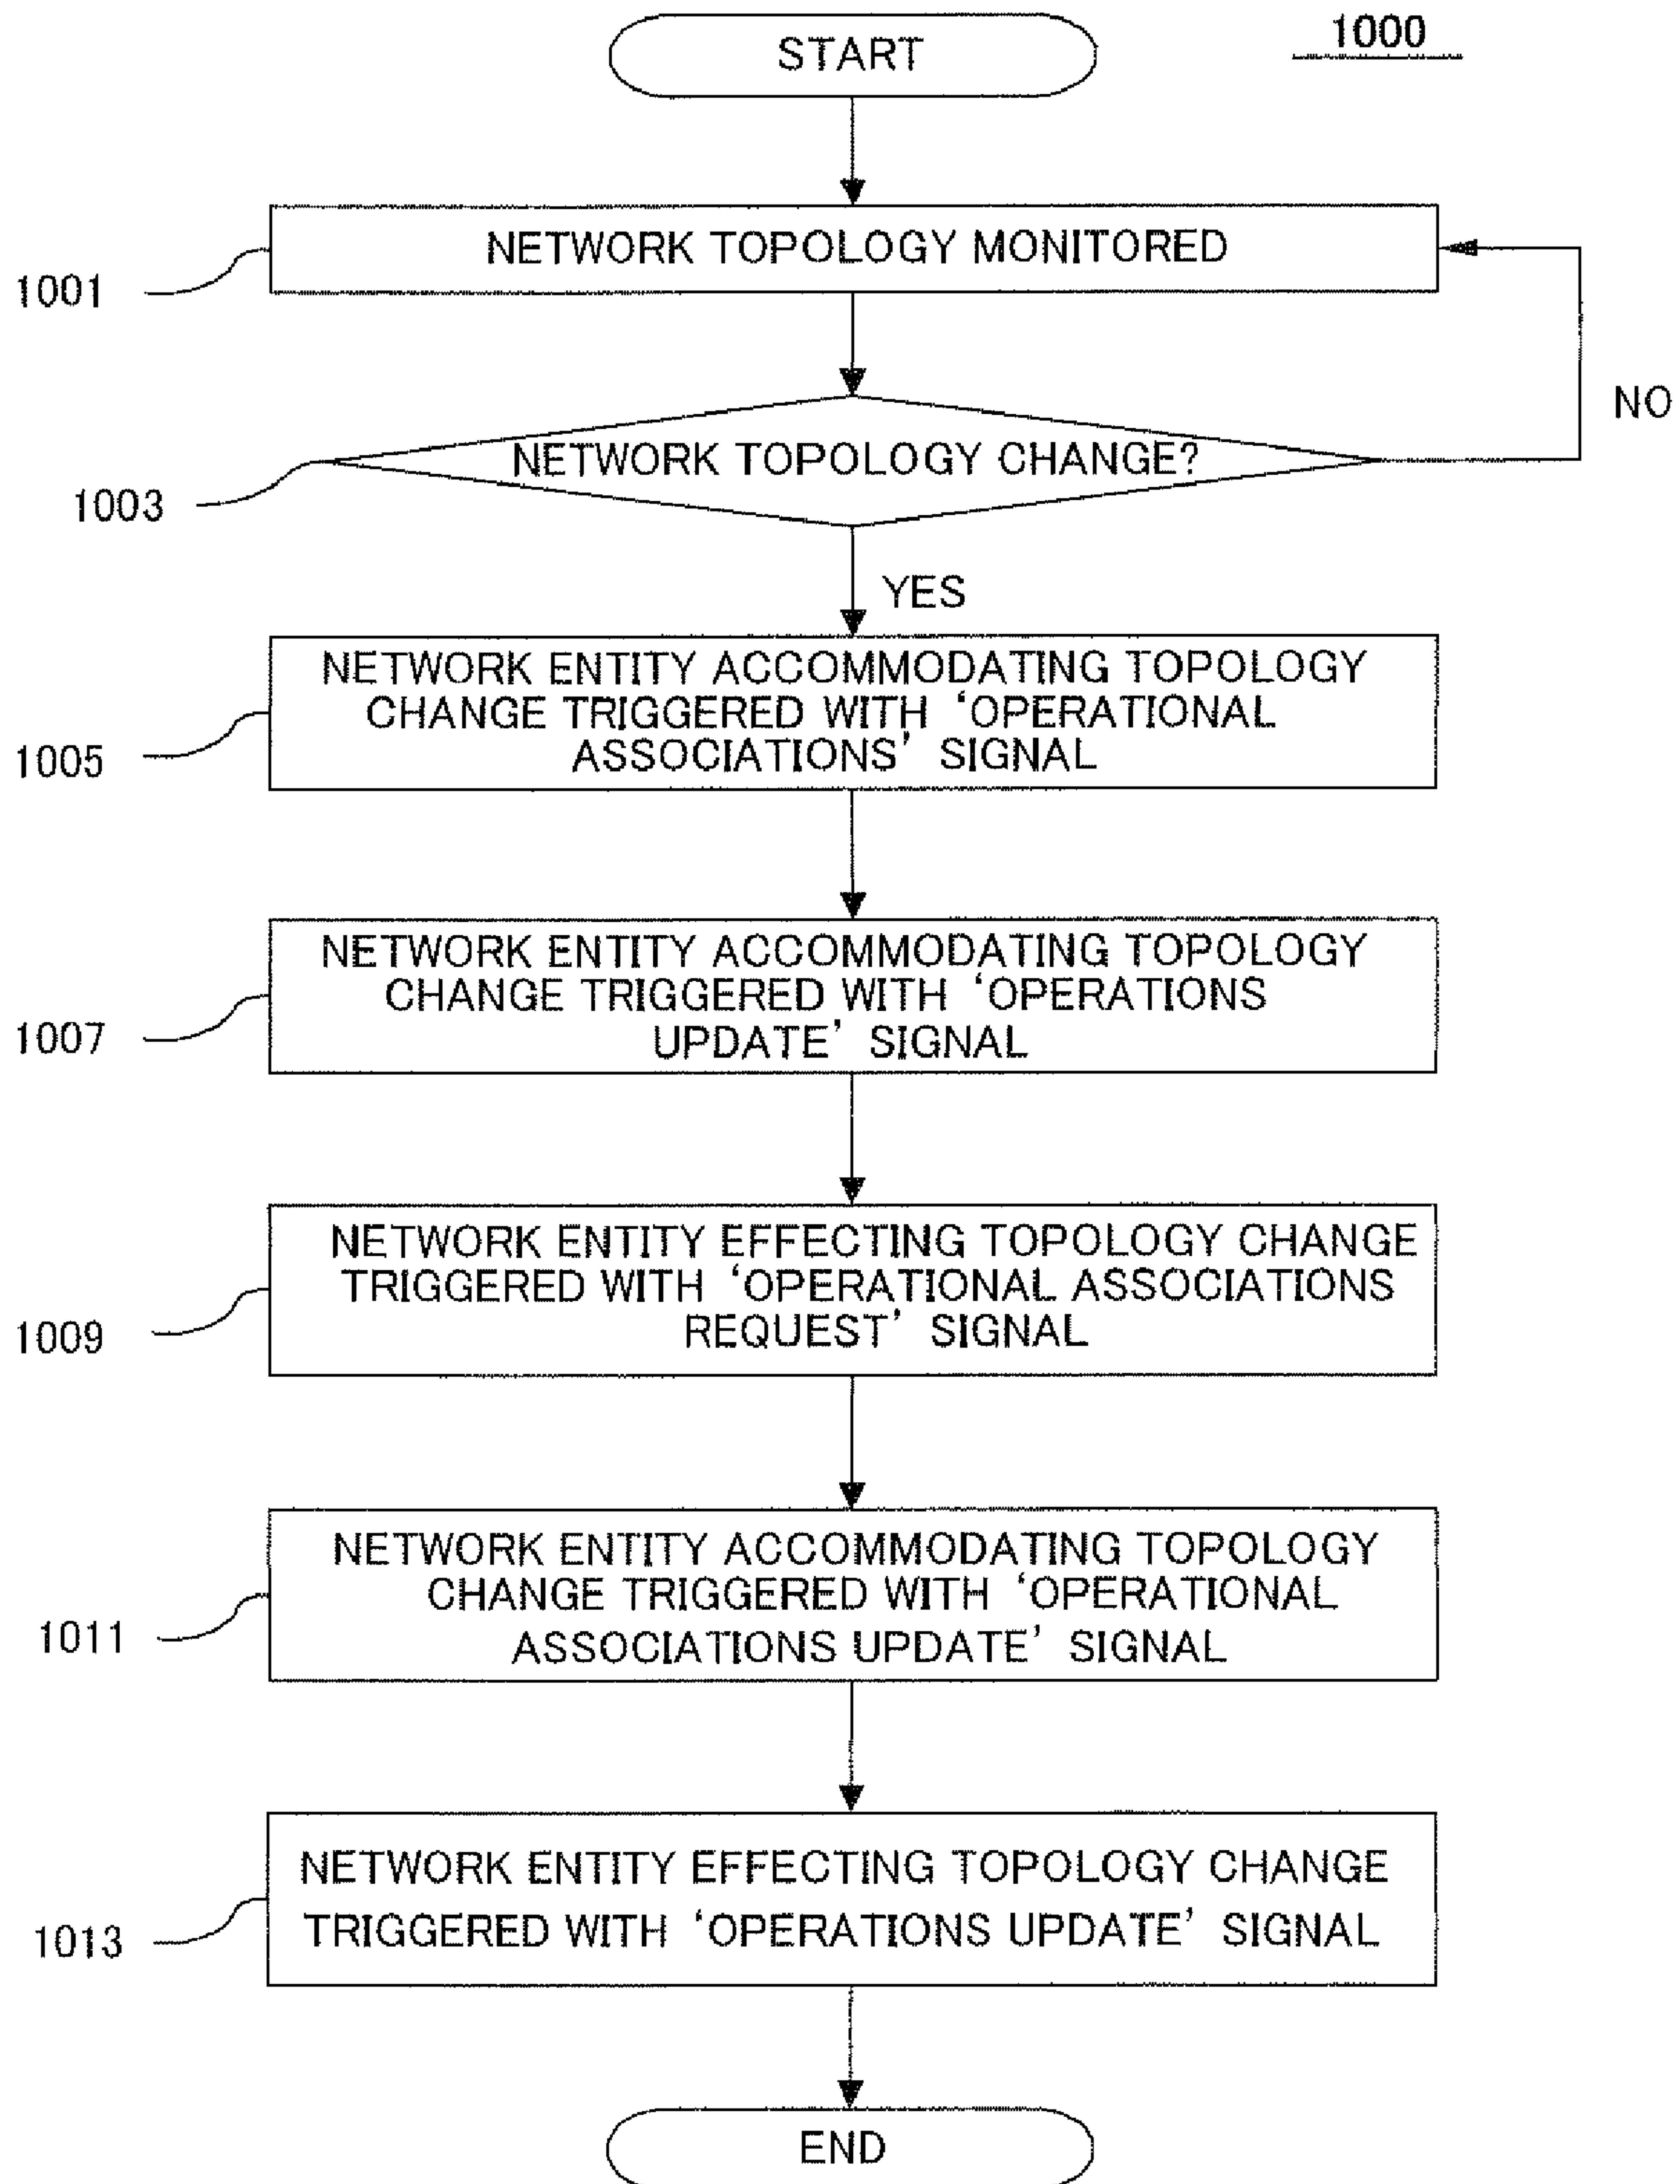 1000
START
NETWORK TOPOLOGY MONITORED
1001
NO
NETWORK TOPOLOGY CHANGE?
1003
YES
NETWORK ENTITY ACCOMMODATING TOPOLOGY
CHANGE TRIGGERED WITH ‘OPERATIONAL
ASSOCIATIONS’ SIGNAL
1005
NETWORK ENTITY ACCOMMODATING TOPOLOGY
CHANGE TRIGGERED WITH ‘OPERATIONS
UPDATE’ SIGNAL
1007
NETWORK ENTITY EFFECTING TOPOLOGY CHANGE
TRIGGERED WITH ‘OPERATIONAL ASSOCIATIONS
REQUEST’ SIGNAL
1009
NETWORK ENTITY ACCOMMODATING TOPOLOGY
CHANGE TRIGGERED WITH ‘OPERATIONAL
ASSOCIATIONS UPDATE’ SIGNAL
1011
NETWORK ENTITY EFFECTING TOPOLOGY CHANGE
TRIGGERED WITH ‘OPERATIONS UPDATE’ SIGNAL
1013
END